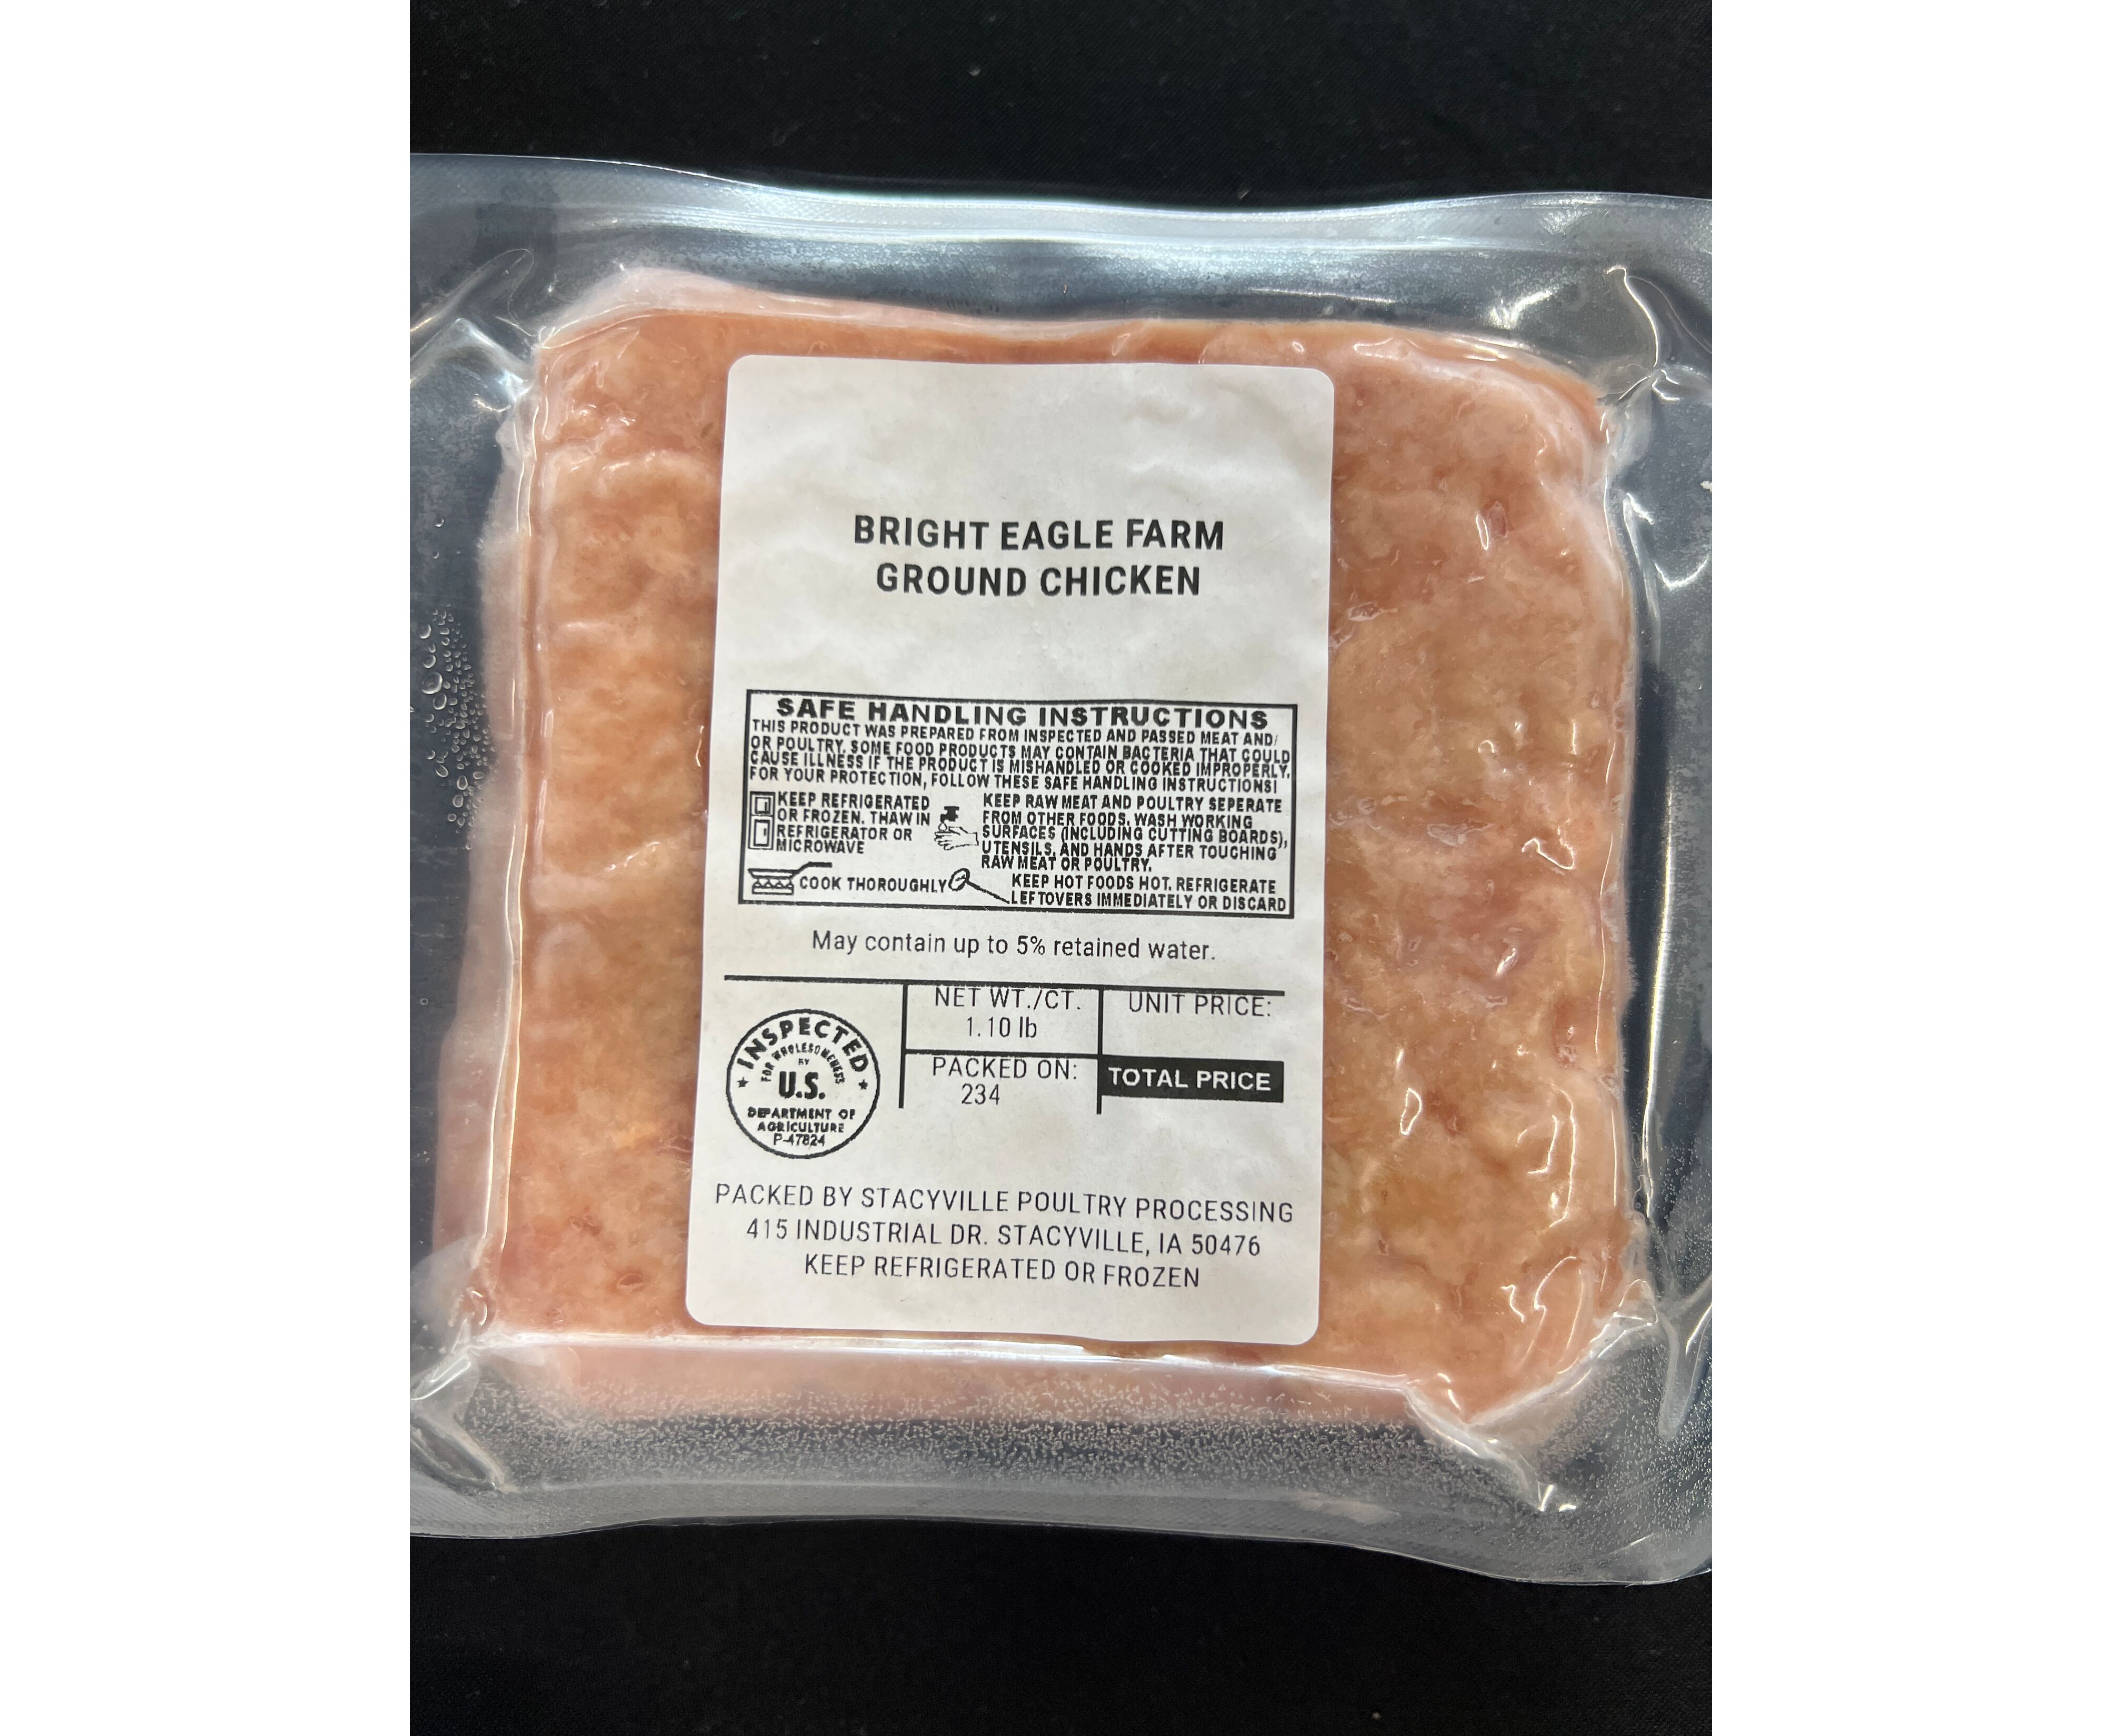 BRIGHT EAGLE FARM
GROUND CHICKEN
SAFE HANDLING INSTRUCTIONS
THIS PRODUCT WAS PREPARED FROM INSPECTED AND PASSED MEAT AND/
OR POULTRY. SOME FOOD PRODUCTS MAY CONTAIN BACTERIA THAT COULD
CAUSE ILLNESS IF THE PRODUCT IS MISHANDLED OR COOKED IMPROPERLY.
FOR YOUR PROTECTION, FOLLOW THESE SAFE HANDLING INSTRUCTIONS!
KEEP REFRIGERATED
OR FROZEN. THAW IN
REFRIGERATOR OR
MICROWAVE
KEEP RAW MEAT AND POULTRY SEPERATE
FROM OTHER FOODS. WASH WORKING
SURFACES (INCLUDING CUTTING BOARDS),
UTENSILS, AND HANDS AFTER TOUCHING
RAW MEAT OR POULTRY.
COOK THOROUGHLY
KEEP HOT FOODS HOT. REFRIGERATE
LEFTOVERS IMMEDIATELY OR DISCARD
May contain up to 5% retained water.
INSPECTED
FOR WHOLESOMENESS
BY
U.S.
DEPARTMENT OF
AGRICULTURE
P-47824
NET WT./CT.
1.10 lb
UNIT PRICE:
PACKED ON:
234
TOTAL PRICE
PACKED BY STACYVILLE POULTRY PROCESSING
415 INDUSTRIAL DR. STACYVILLE, IA 50476
KEEP REFRIGERATED OR FROZEN